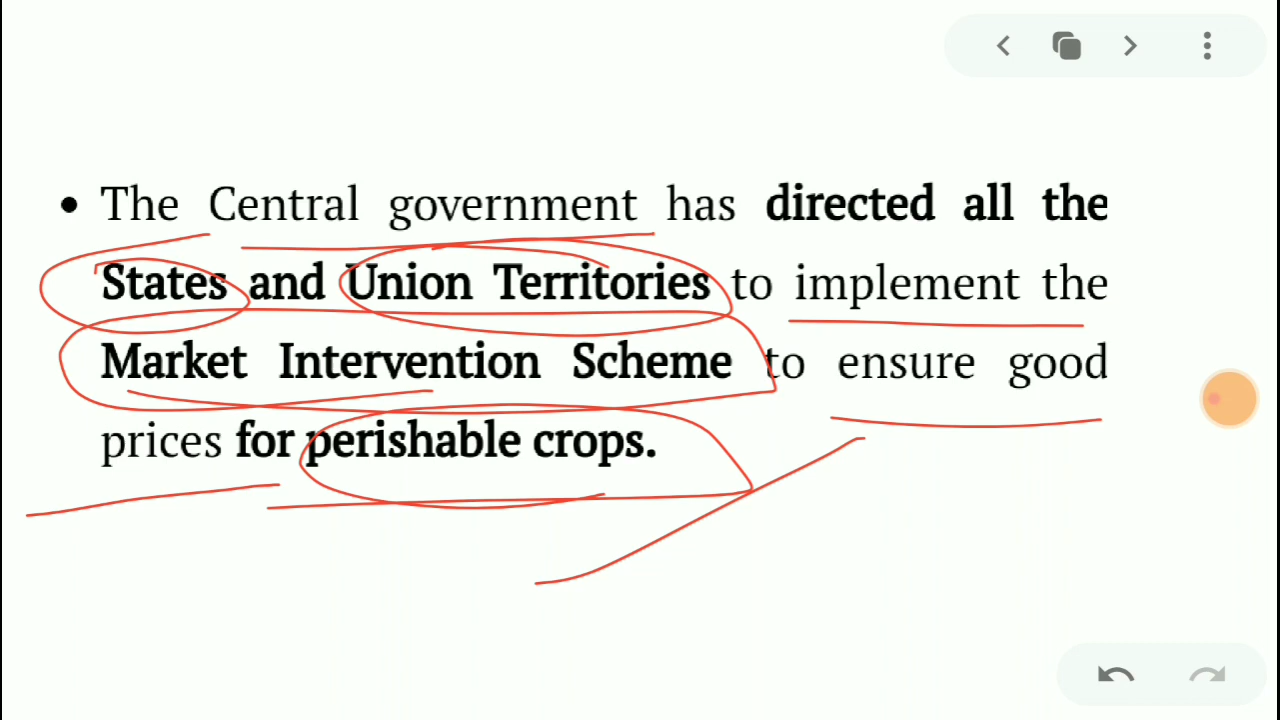 • The Central government has directed all the
States and Union Territories to implement the
Market Intervention Scheme to ensure good
prices for perishable crops.